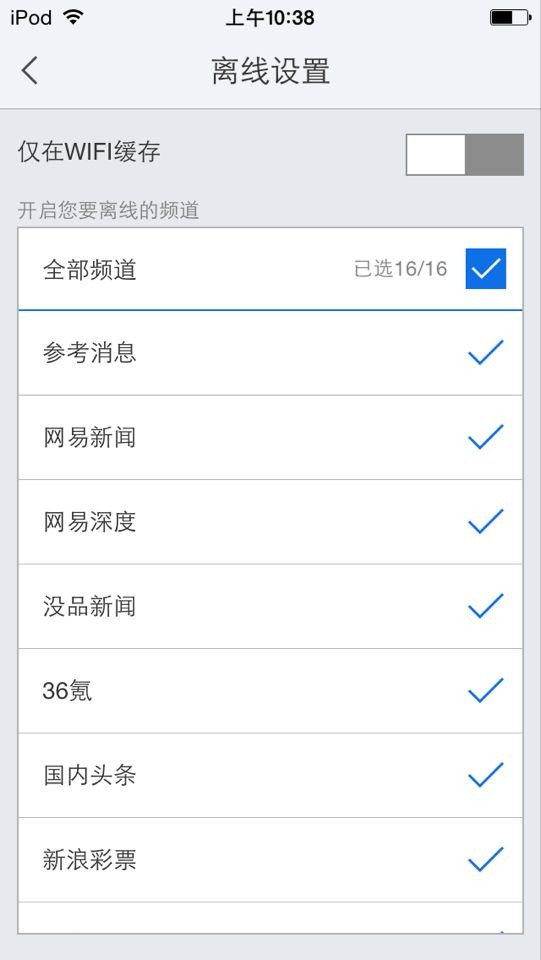 iPod 上午10:38
离线设置
仅在WIFI缓存
开启您要离线的频道
全部频道 已选16/16
参考消息
网易新闻
网易深度
没品新闻
36氪
国内头条
新浪彩票